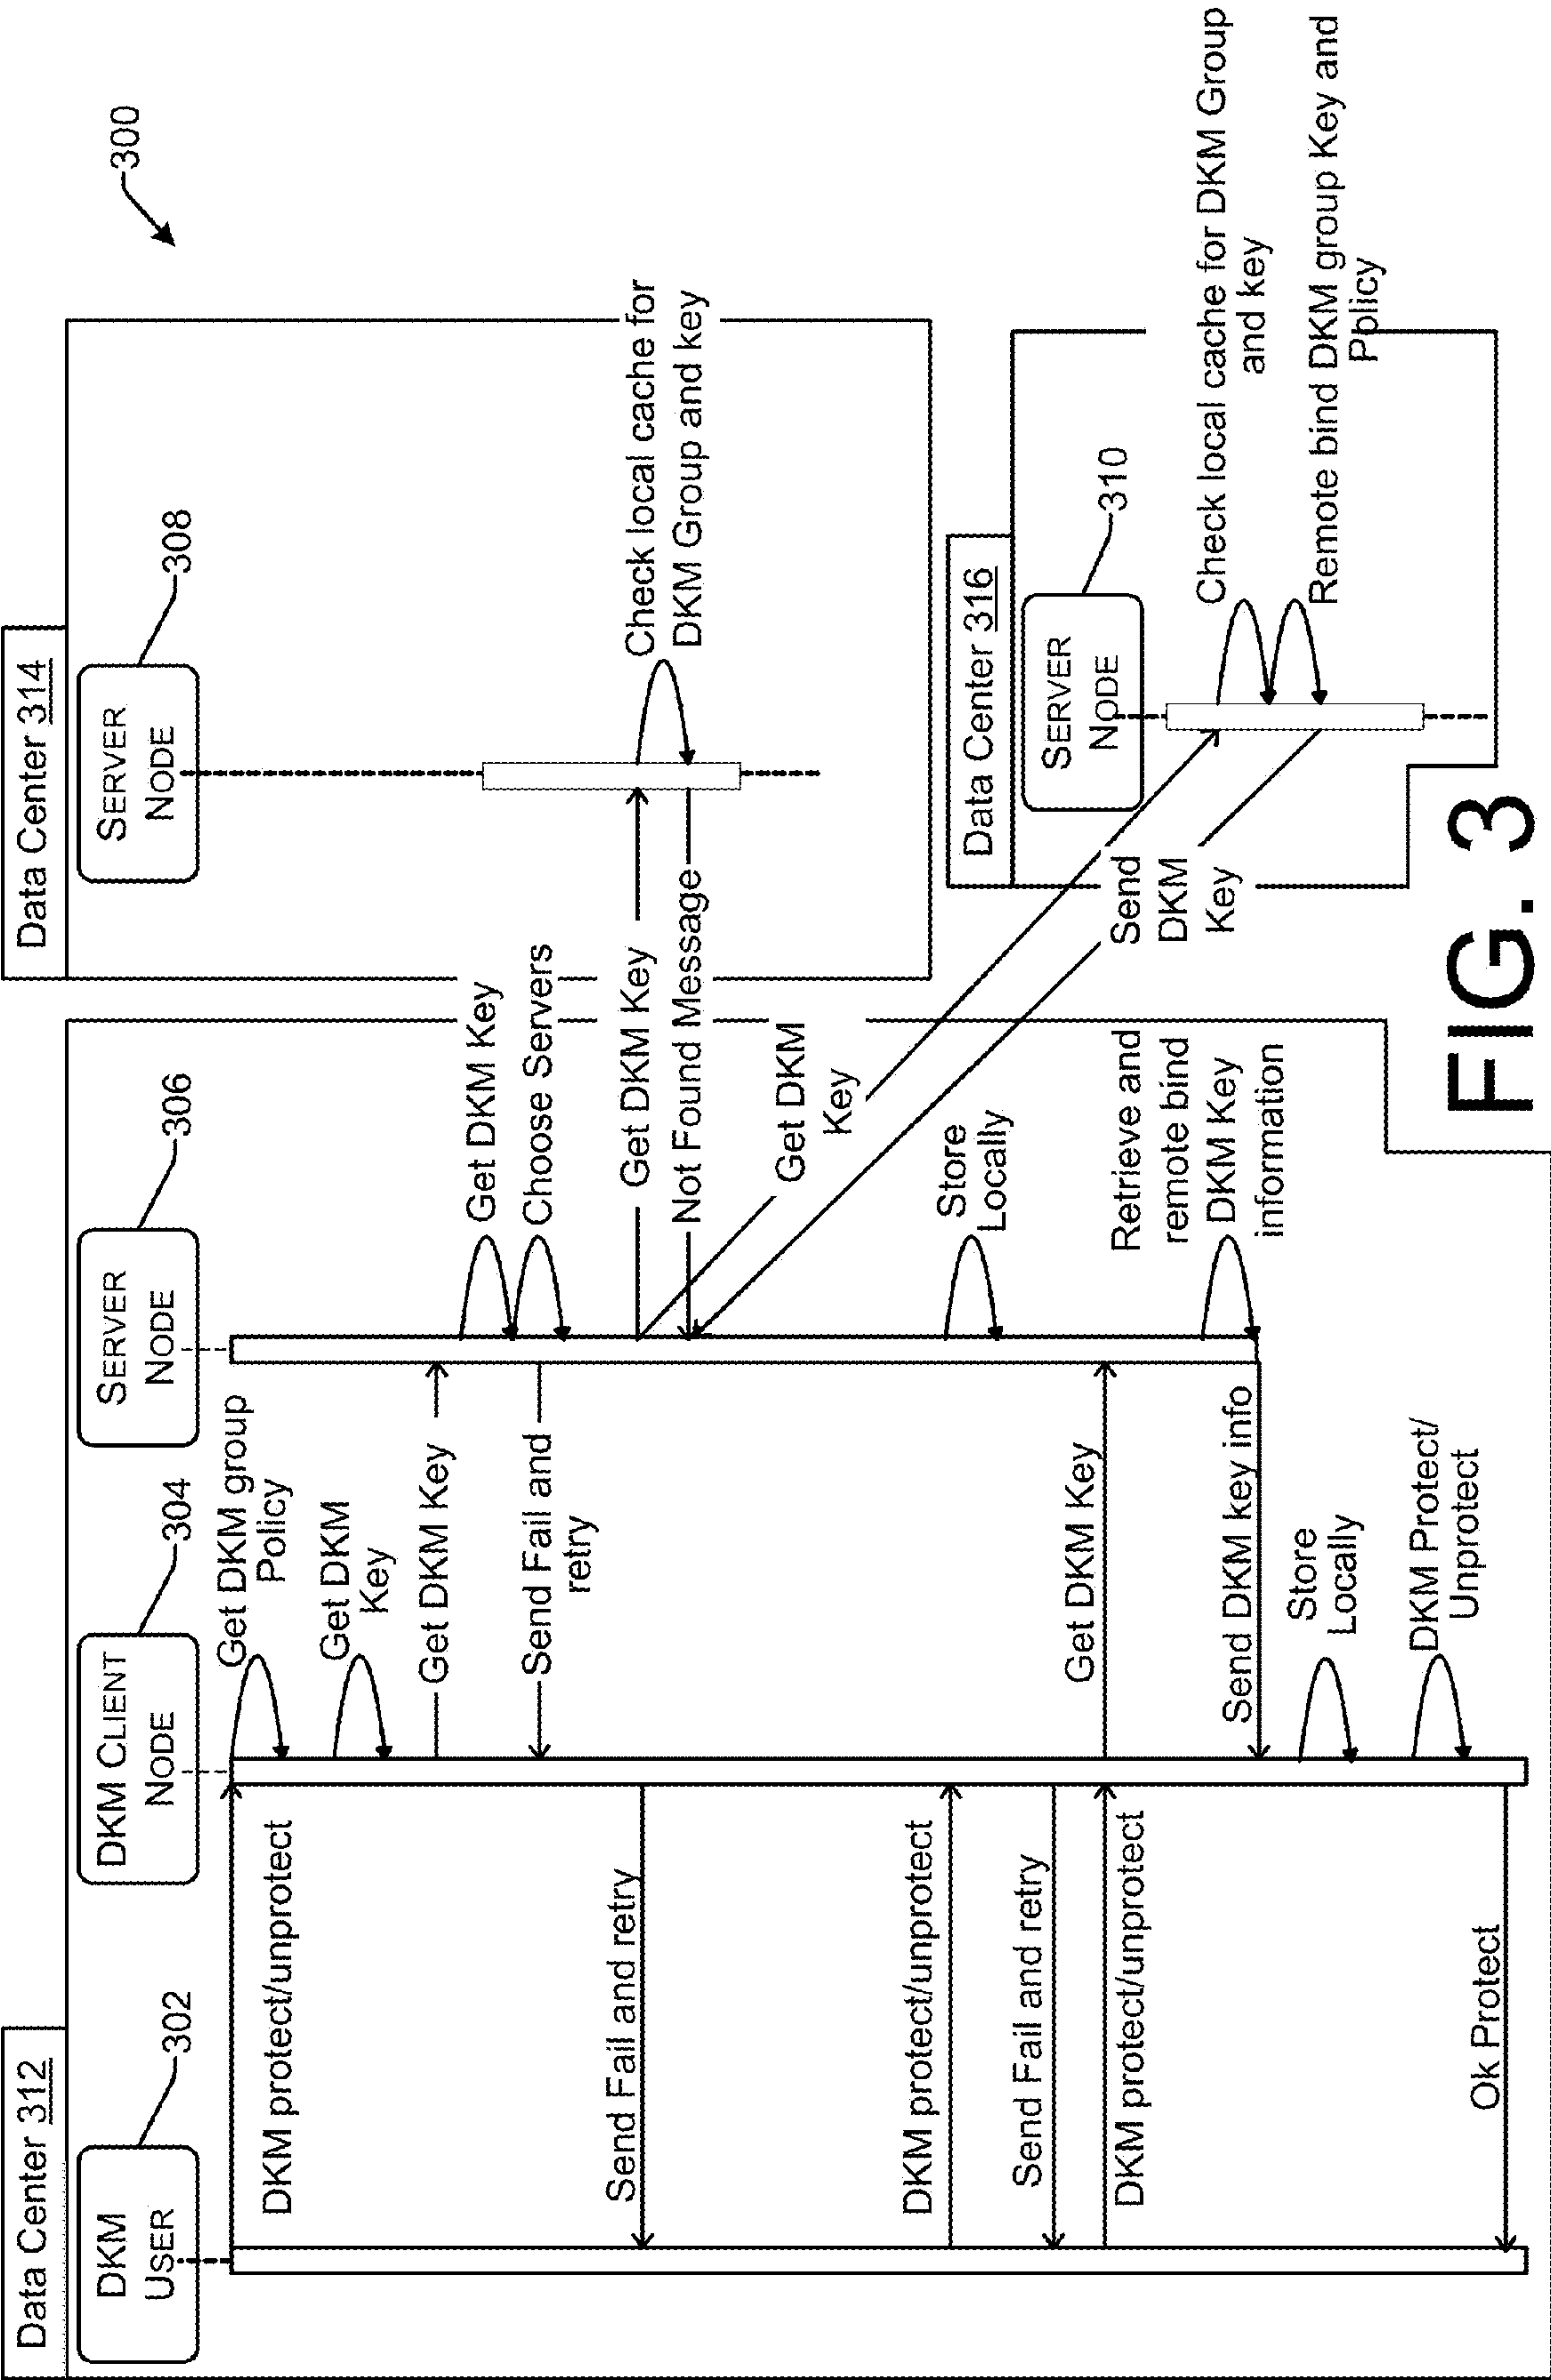 300
Data Center 312
DKM
USER
302
DKM CLIENT
NODE
304
SERVER
NODE
306
Data Center 314
SERVER
NODE
308
DKM protect/unprotect
Get DKM group
Policy
Get DKM
Key
Get DKM Key
Get DKM Key
Choose Servers
Send Fail and
retry
Send Fail and retry
Get DKM Key
Not Found Message
Check local cache for
DKM Group and key
Get DKM
Key
DKM protect/unprotect
Store
Locally
Send Fail and retry
DKM protect/unprotect
Get DKM Key
Retrieve and
remote bind
DKM Key
information
Send DKM key info
Store
Locally
DKM Protect/
Unprotect
Ok Protect
Data Center 316
SERVER
NODE
310
Send
DKM
Key
Check local cache for DKM Group
and key
Remote bind DKM group Key and
Policy
FIG. 3